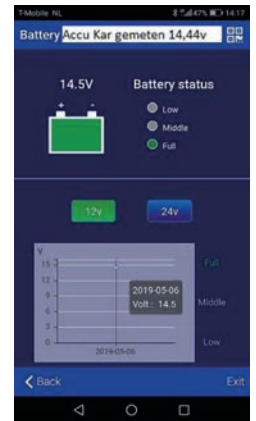 T-Mobile NL 47% 14:17
Battery Accu Kar gemeten 14,44v
14.5V Battery status
+ -
Low
Middle
Full
12v 24v
V
15 Full
12
9
2019-05-06
Volt: 14.5
Middle
6
3
0 Low
2019-05-06
Back Exit